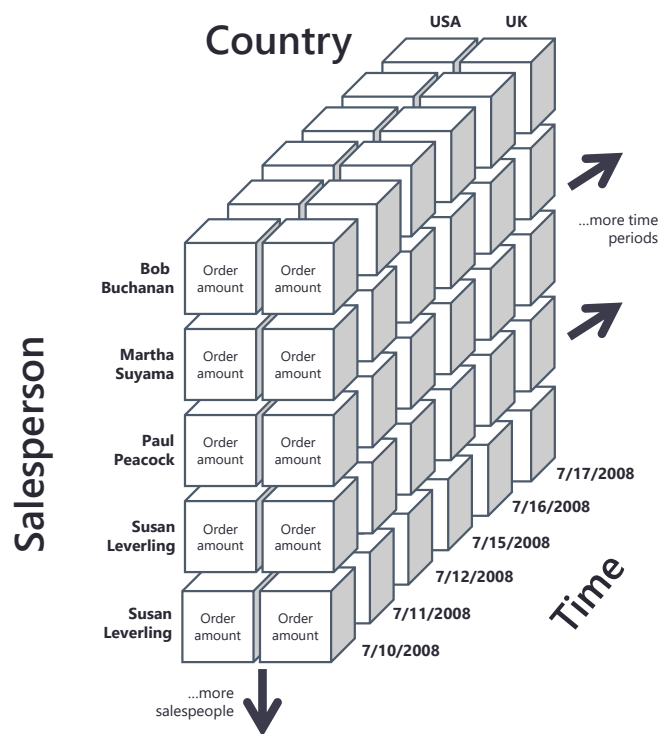 USA
UK
Country
...more time
periods
Bob
Buchanan
Order
amount
Order
amount
Martha
Suyama
Order
amount
Order
amount
Salesperson
Paul
Peacock
Order
amount
Order
amount
Susan
Leverling
Order
amount
Order
amount
Susan
Leverling
Order
amount
Order
amount
7/17/2008
7/16/2008
7/15/2008
7/12/2008
7/11/2008
7/10/2008
Time
...more
salespeople